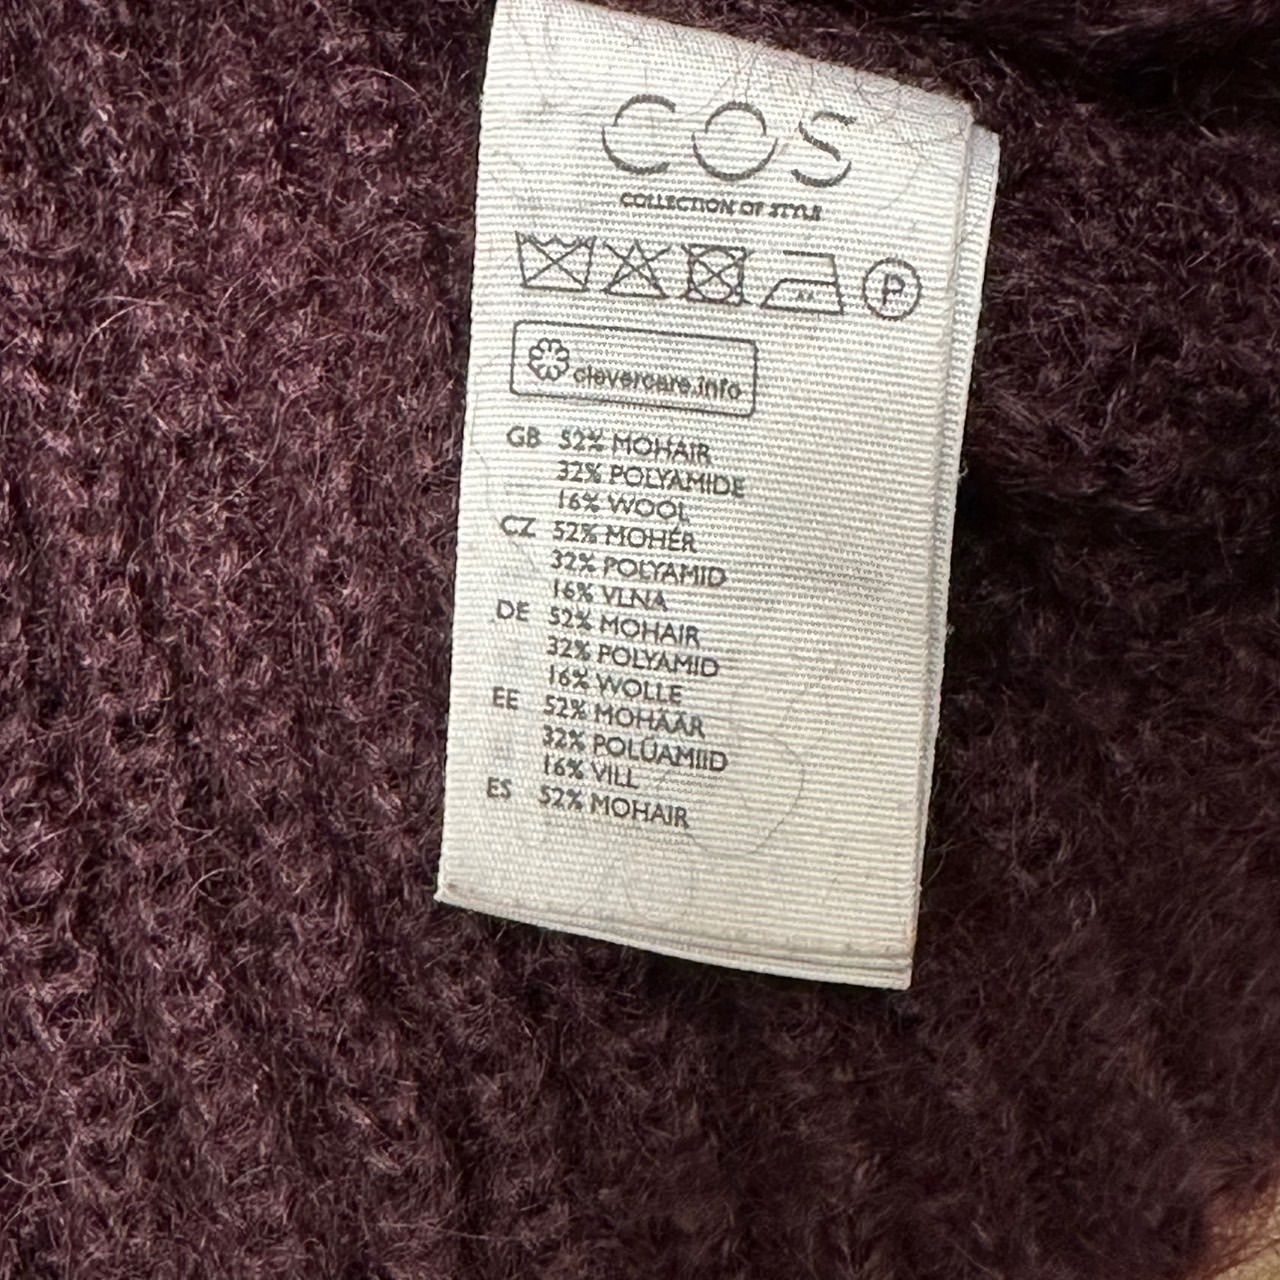 COS
COLLECTION OF STYLE
P
clevercare.info
GB 52% MOHAIR
32% POLYAMIDE
16% WOOL
CZ 52% MOHÉR
32% POLYAMID
16% VLNA
DE 52% MOHAIR
32% POLYAMID
16% WOLLE
EE 52% MOHÄÄR
32% POLÜAMIID
16% VILL
ES 52% MOHAIR